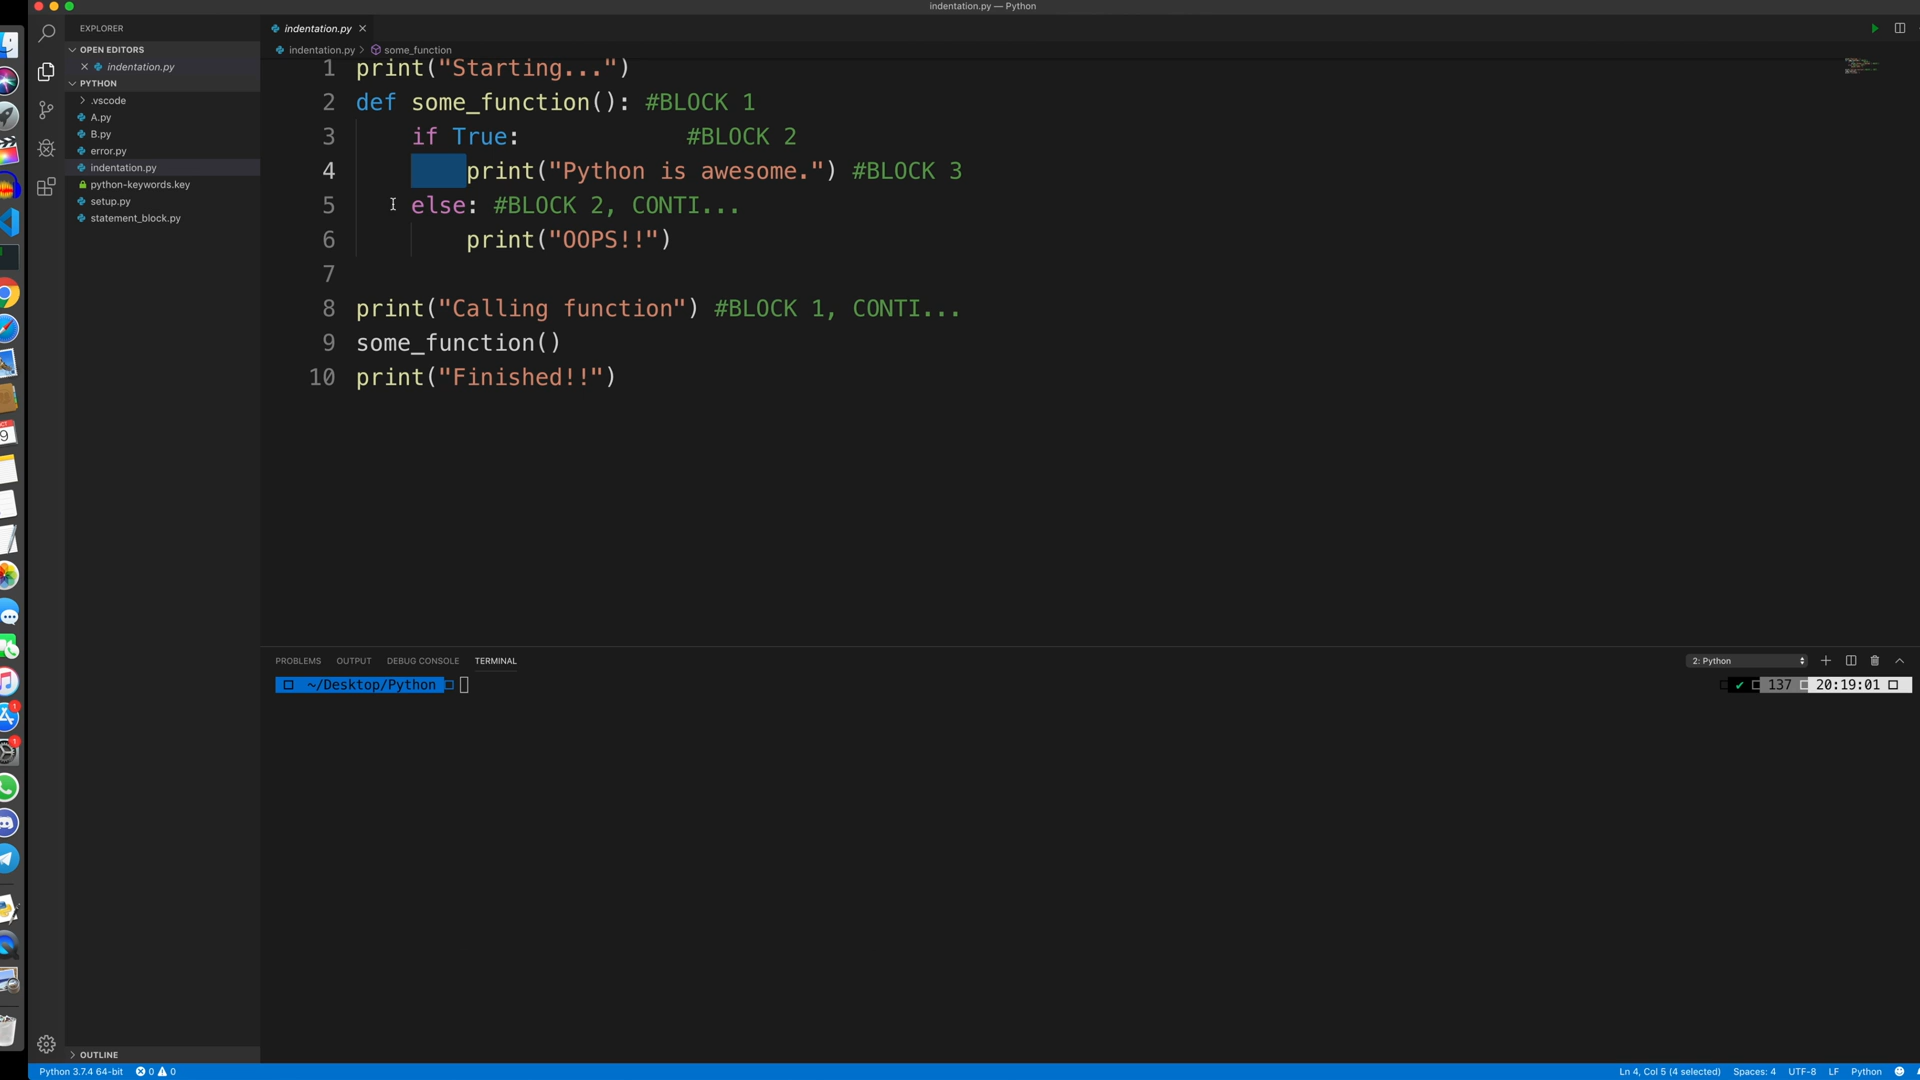 indentation.py — Python
EXPLORER
OPEN EDITORS
indentation.py
PYTHON
.vscode
A.py
B.py
error.py
indentation.py
python-keywords.key
setup.py
statement_block.py
OUTLINE
indentation.py
indentation.py > some_function
1 print("Starting...")
2 def some_function(): #BLOCK 1
3 if True: #BLOCK 2
4 print("Python is awesome.") #BLOCK 3
5 else: #BLOCK 2, CONTI...
6 print("OOPS!!")
7
8 print("Calling function") #BLOCK 1, CONTI...
9 some_function()
10 print("Finished!!")
PROBLEMS OUTPUT DEBUG CONSOLE TERMINAL
2: Python
~/Desktop/Python
137 20:19:01
Python 3.7.4 64-bit 0 0
Ln 4, Col 5 (4 selected) Spaces: 4 UTF-8 LF Python